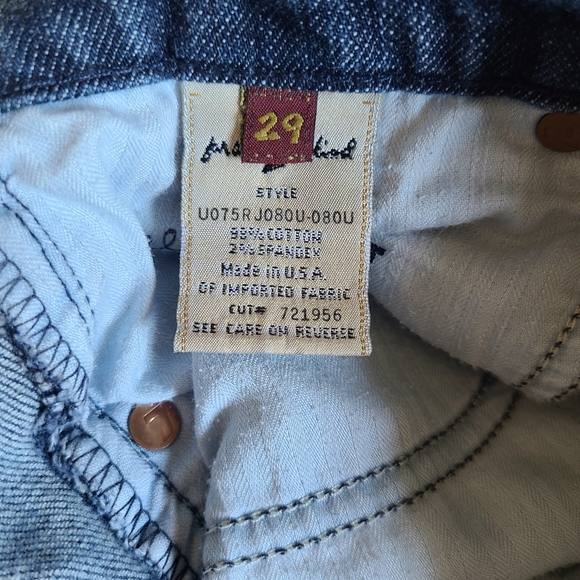 29
STYLE
U075RJ080U-080U
98%COTTON
2%SPANDEX
Made in U.S.A.
OF IMPORTED FABRIC
CUT# 721956
SEE CARE ON REVERSE